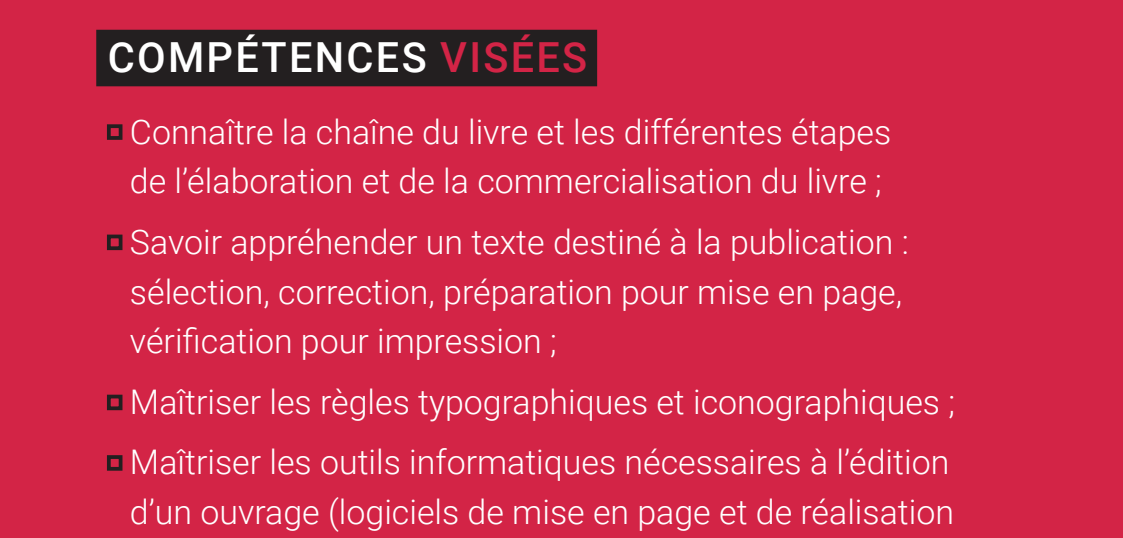 COMPÉTENCES VISÉES
Connaître la chaîne du livre et les différentes étapes
de l’élaboration et de la commercialisation du livre ;
Savoir appréhender un texte destiné à la publication :
sélection, correction, préparation pour mise en page,
vérification pour impression ;
Maîtriser les règles typographiques et iconographiques ;
Maîtriser les outils informatiques nécessaires à l’édition
d’un ouvrage (logiciels de mise en page et de réalisation